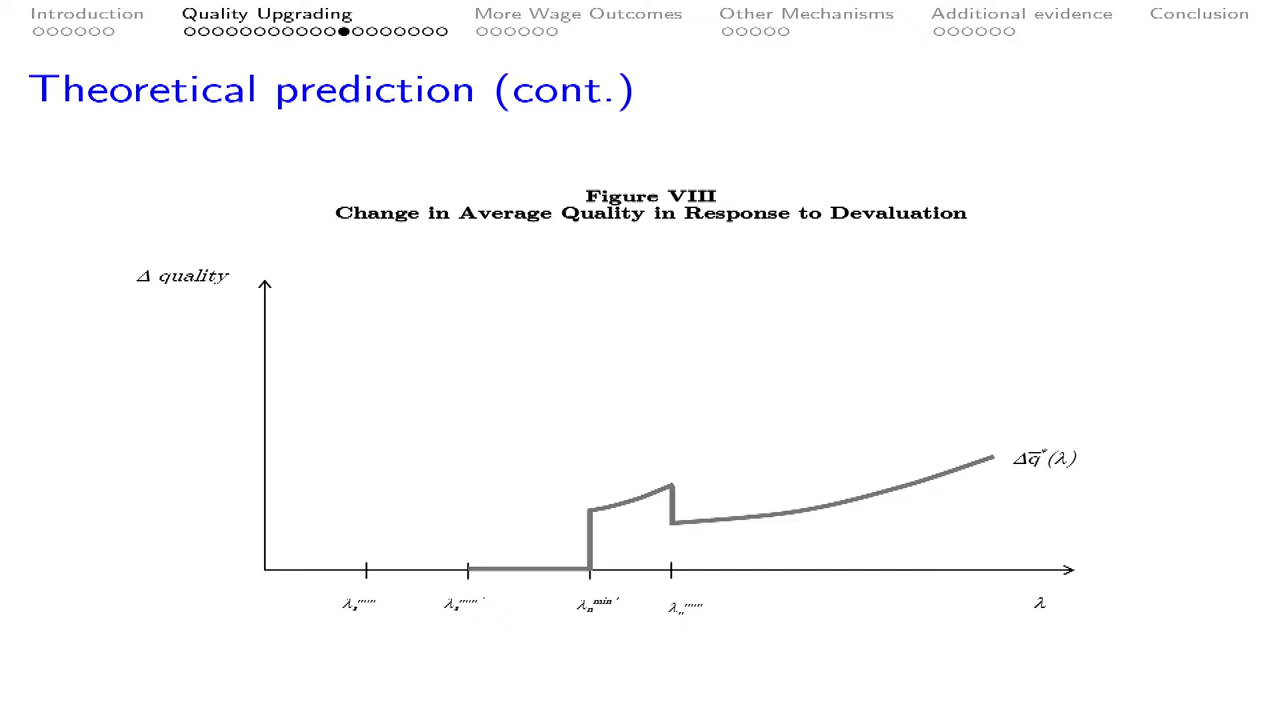 Introduction Quality Upgrading More Wage Outcomes Other Mechanisms Additional evidence Conclusion
Theoretical prediction (cont.)
Figure VIII
Change in Average Quality in Response to Devaluation
Δ quality
Δq̅*(λ)
λₙᵐⁱⁿ′
λ